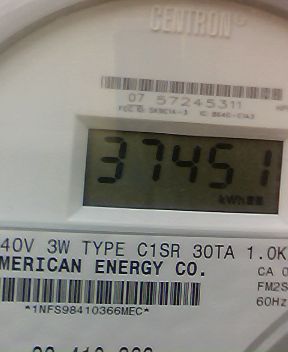 CENTRON®
07 57245311
37451
kWh
40V 3W TYPE C1SR 30TA 1.0K
MERICAN ENERGY CO.
CA 0
FM2S
60Hz
*1NFS98410366MEC*